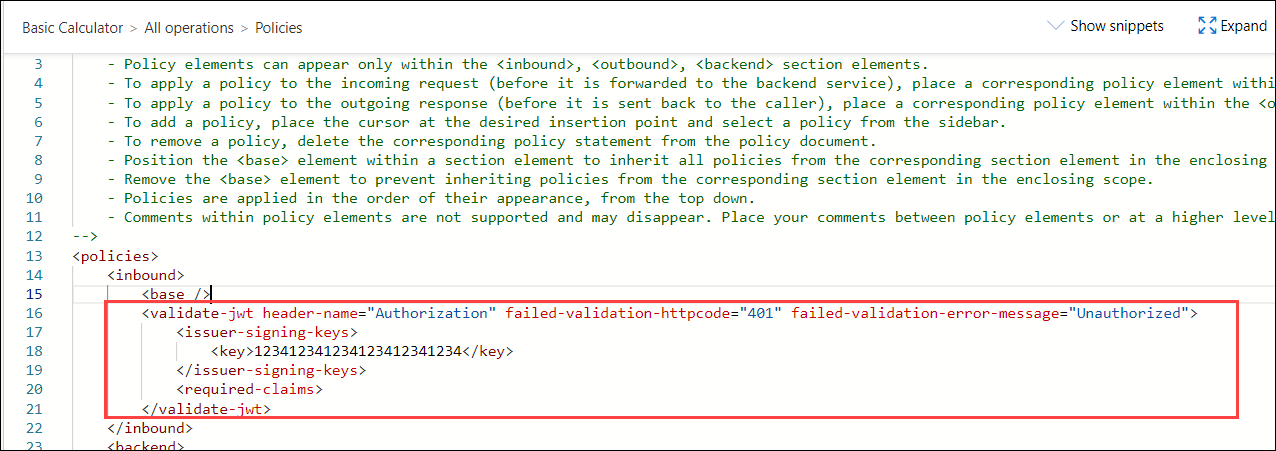 Basic Calculator > All operations > Policies
Show snippets
Expand
3 - Policy elements can appear only within the <inbound>, <outbound>, <backend> section elements.
4 - To apply a policy to the incoming request (before it is forwarded to the backend service), place a corresponding policy element withi
5 - To apply a policy to the outgoing response (before it is sent back to the caller), place a corresponding policy element within the <o
6 - To add a policy, place the cursor at the desired insertion point and select a policy from the sidebar.
7 - To remove a policy, delete the corresponding policy statement from the policy document.
8 - Position the <base> element within a section element to inherit all policies from the corresponding section element in the enclosing
9 - Remove the <base> element to prevent inheriting policies from the corresponding section element in the enclosing scope.
10 - Policies are applied in the order of their appearance, from the top down.
11 - Comments within policy elements are not supported and may disappear. Place your comments between policy elements or at a higher level
12 -->
13 <policies>
14 <inbound>
15 <base />
16 <validate-jwt header-name="Authorization" failed-validation-httpcode="401" failed-validation-error-message="Unauthorized">
17 <issuer-signing-keys>
18 <key>123412341234123412341234</key>
19 </issuer-signing-keys>
20 <required-claims>
21 </validate-jwt>
22 </inbound>
23 <backend>